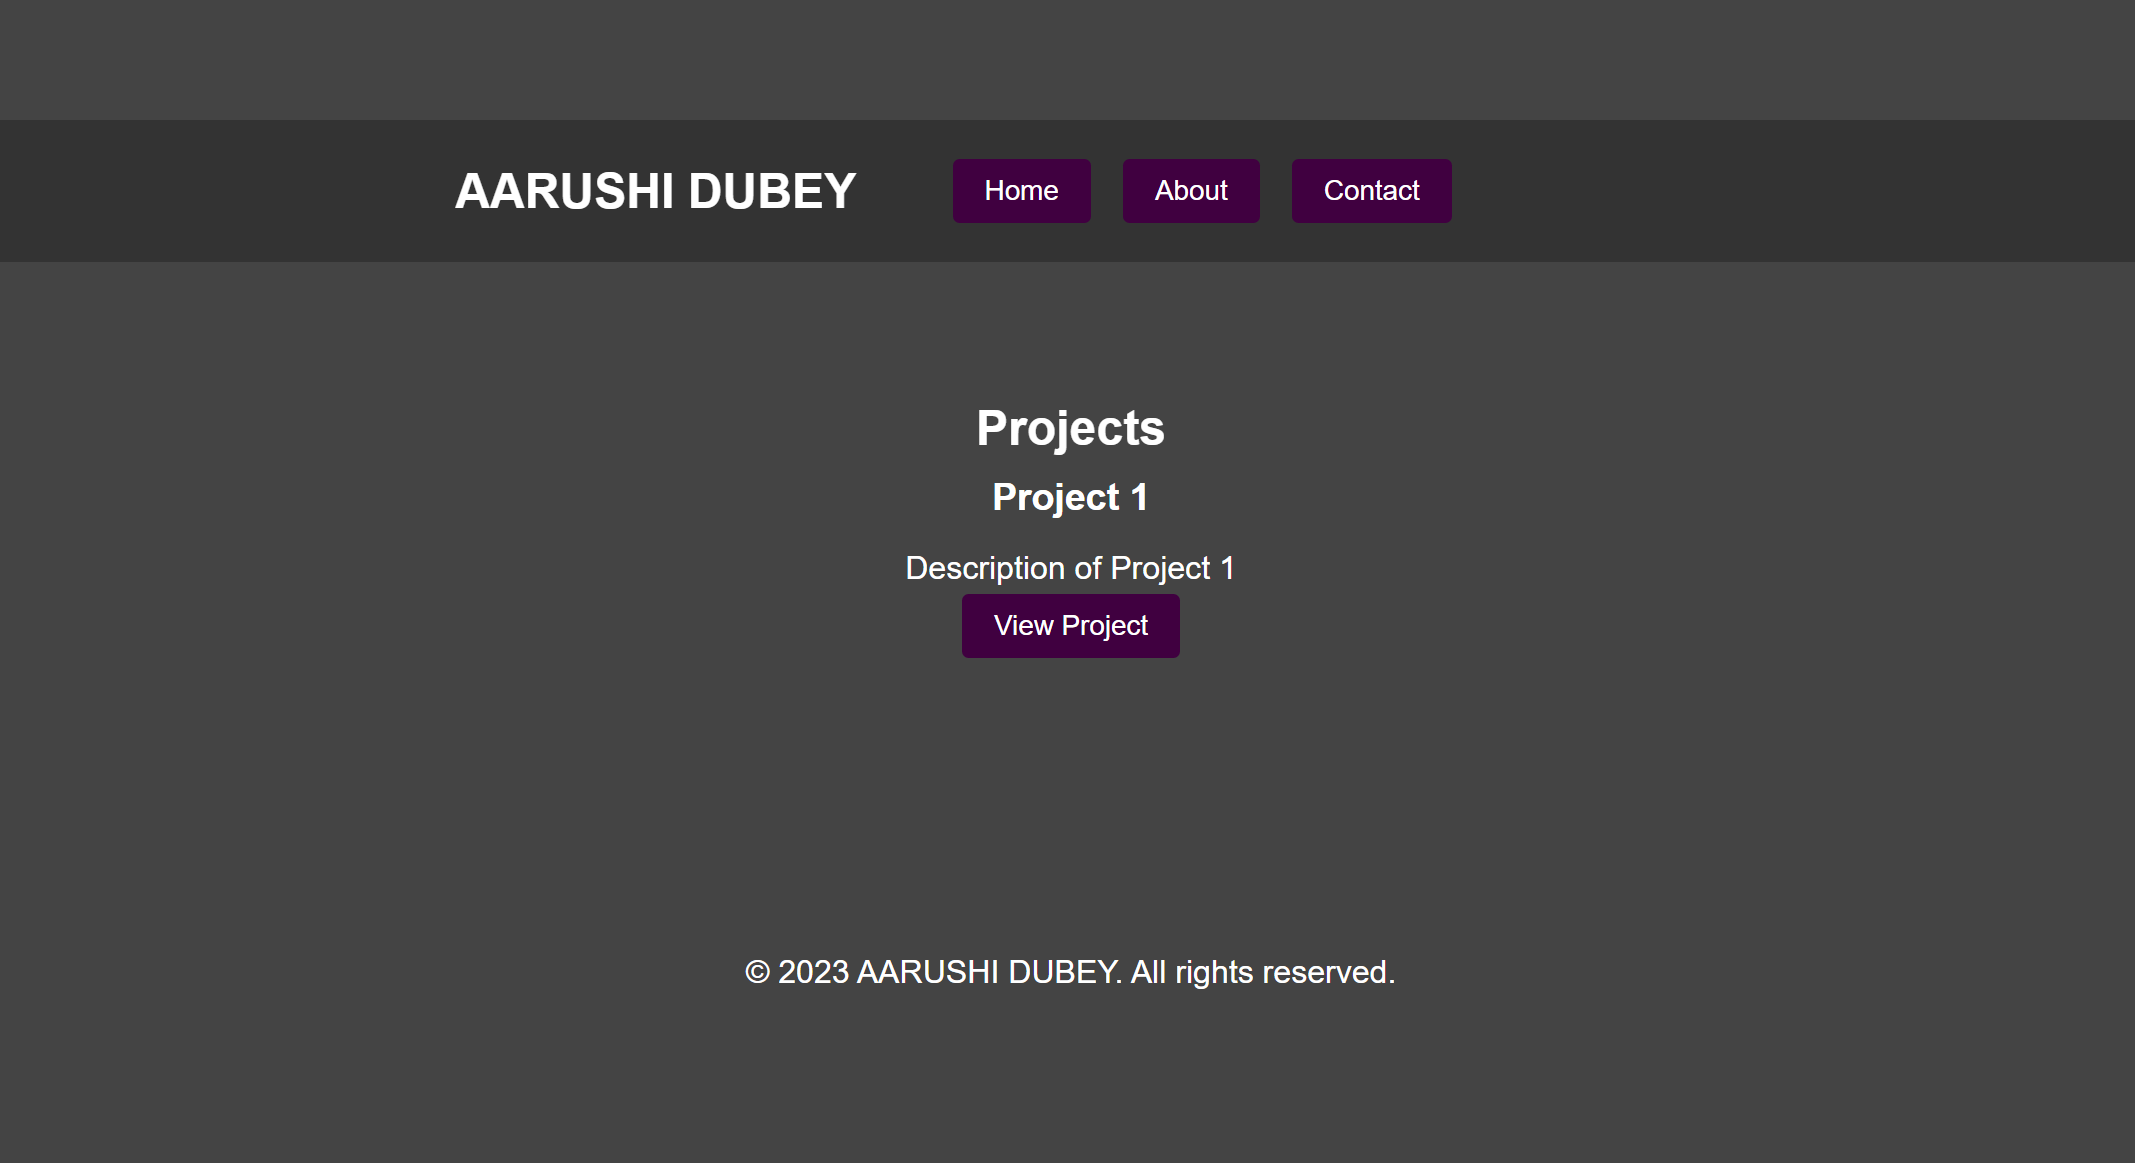 AARUSHI DUBEY Home About Contact
Projects
Project 1
Description of Project 1
View Project
© 2023 AARUSHI DUBEY. All rights reserved.